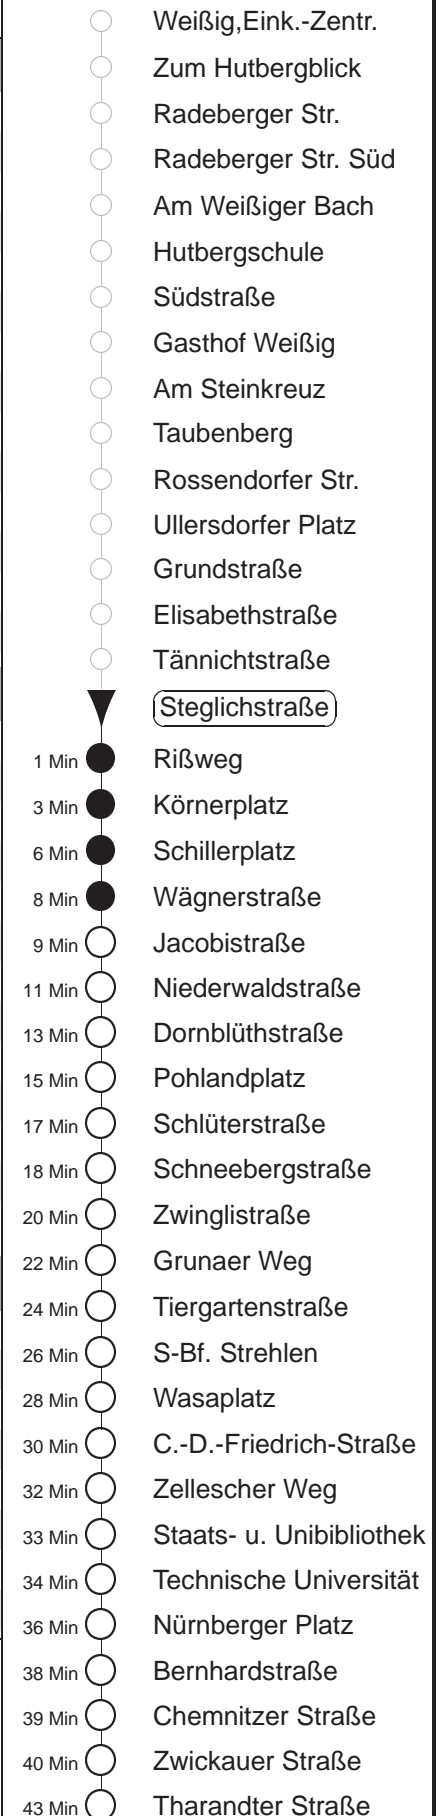 Weißig,Eink.-Zentr.
Zum Hutbergblick
Radeberger Str.
Radeberger Str. Süd
Am Weißiger Bach
Hutbergschule
Südstraße
Gasthof Weißig
Am Steinkreuz
Taubenberg
Rossendorfer Str.
Ullersdorfer Platz
Grundstraße
Elisabethstraße
Tännichtstraße
Steglichstraße
1 Min Rißweg
3 Min Körnerplatz
6 Min Schillerplatz
8 Min Wägnerstraße
9 Min Jacobistraße
11 Min Niederwaldstraße
13 Min Dornblüthstraße
15 Min Pohlandplatz
17 Min Schlüterstraße
18 Min Schneebergstraße
20 Min Zwinglistraße
22 Min Grunaer Weg
24 Min Tiergartenstraße
26 Min S-Bf. Strehlen
28 Min Wasaplatz
30 Min C.-D.-Friedrich-Straße
32 Min Zellescher Weg
33 Min Staats- u. Unibibliothek
34 Min Technische Universität
36 Min Nürnberger Platz
38 Min Bernhardstraße
39 Min Chemnitzer Straße
40 Min Zwickauer Straße
43 Min Tharandter Straße